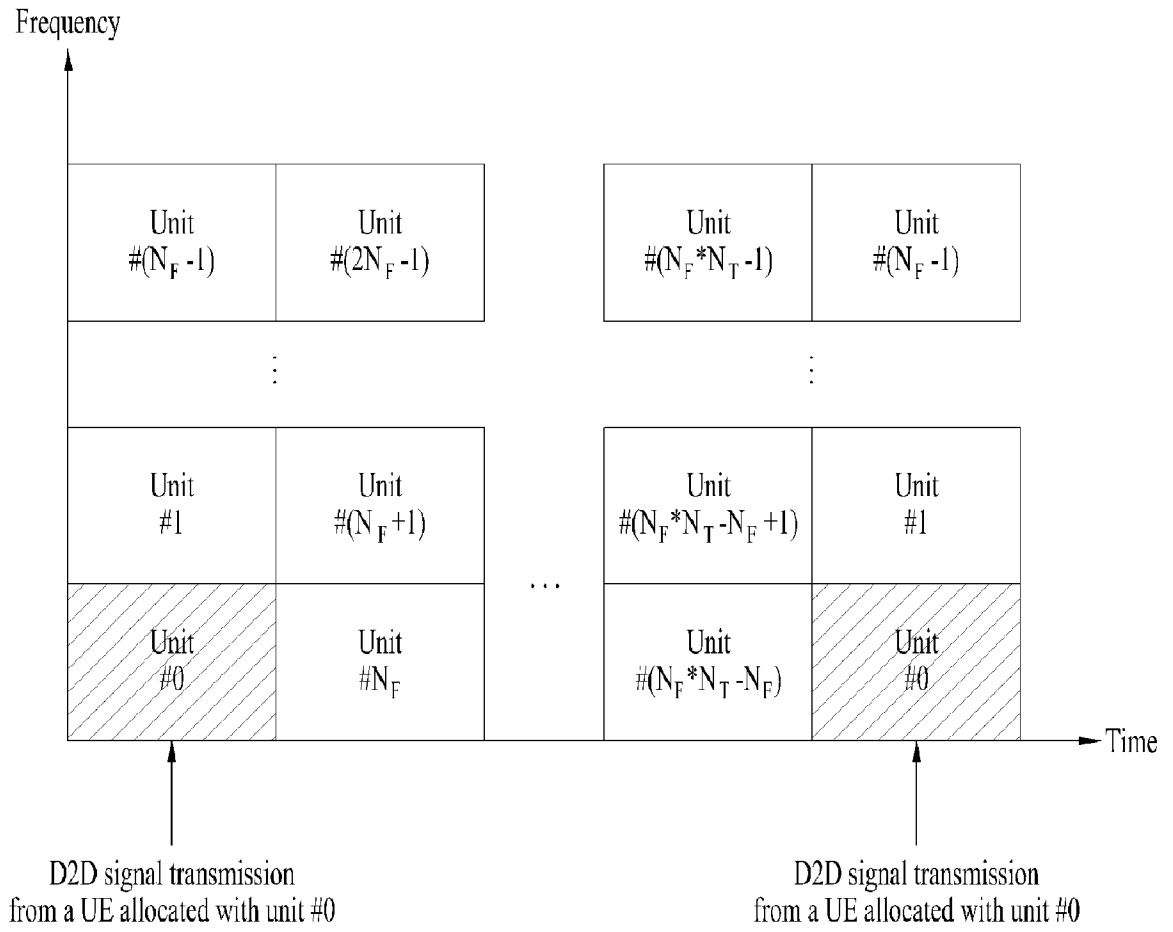 Frequency
Unit
#(N_F -1)
Unit
#(2N_F -1)
Unit
#(N_F*N_T -1)
Unit
#(N_F -1)
⋮
⋮
Unit
#1
Unit
#(N_F +1)
Unit
#(N_F*N_T -N_F +1)
Unit
#1
Unit
#0
Unit
#N_F
...
Unit
#(N_F*N_T -N_F)
Unit
#0
Time
D2D signal transmission
from a UE allocated with unit #0
D2D signal transmission
from a UE allocated with unit #0